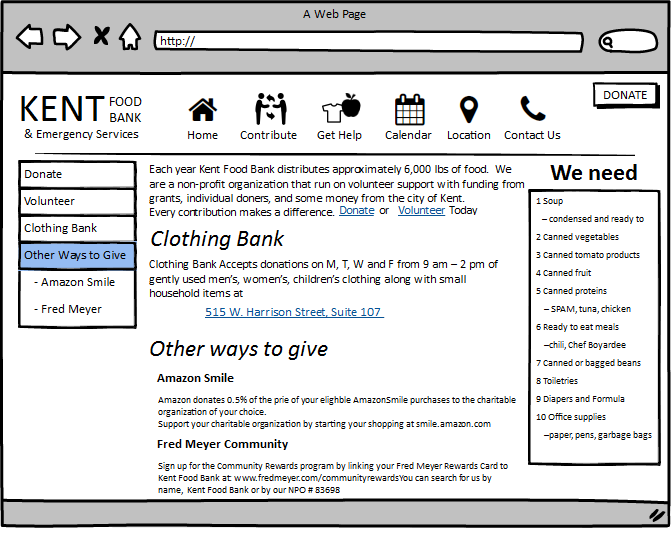 A Web Page
http://
DONATE
KENT FOOD BANK
& Emergency Services
Home
Contribute
Get Help
Calendar
Location
Contact Us
Donate
Volunteer
Clothing Bank
Other Ways to Give
- Amazon Smile
- Fred Meyer
Each year Kent Food Bank distributes approximately 6,000 lbs of food. We
are a non-profit organization that run on volunteer support with funding from
grants, individual doners, and some money from the city of Kent.
Every contribution makes a difference. Donate or Volunteer Today
Clothing Bank
Clothing Bank Accepts donations on M, T, W and F from 9 am – 2 pm of
gently used men's, women's, children's clothing along with small
household items at
515 W. Harrison Street, Suite 107
Other ways to give
Amazon Smile
Amazon donates 0.5% of the prie of your elighble AmazonSmile purchases to the charitable
organization of your choice.
Support your charitable organization by starting your shopping at smile.amazon.com
Fred Meyer Community
Sign up for the Community Rewards program by linking your Fred Meyer Rewards Card to
Kent Food Bank at: www.fredmeyer.com/communityrewardsYou can search for us by
name, Kent Food Bank or by our NPO # 83698
We need
1 Soup
– condensed and ready to
2 Canned vegetables
3 Canned tomato products
4 Canned fruit
5 Canned proteins
– SPAM, tuna, chicken
6 Ready to eat meals
–chili, Chef Boyardee
7 Canned or bagged beans
8 Toiletries
9 Diapers and Formula
10 Office supplies
–paper, pens, garbage bags